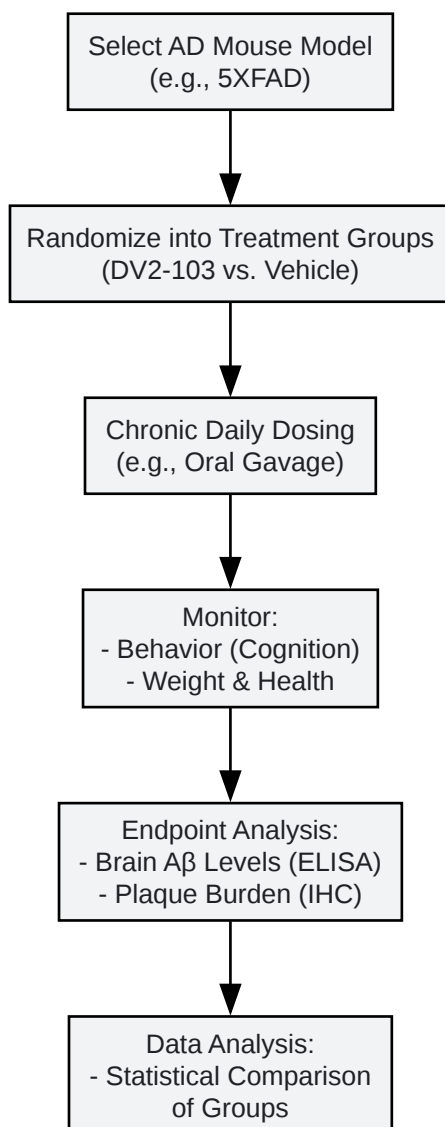 Select AD Mouse Model
(e.g., 5XFAD)
Randomize into Treatment Groups
(DV2-103 vs. Vehicle)
Chronic Daily Dosing
(e.g., Oral Gavage)
Monitor:
- Behavior (Cognition)
- Weight & Health
Endpoint Analysis:
- Brain Aβ Levels (ELISA)
- Plaque Burden (IHC)
Data Analysis:
- Statistical Comparison
of Groups